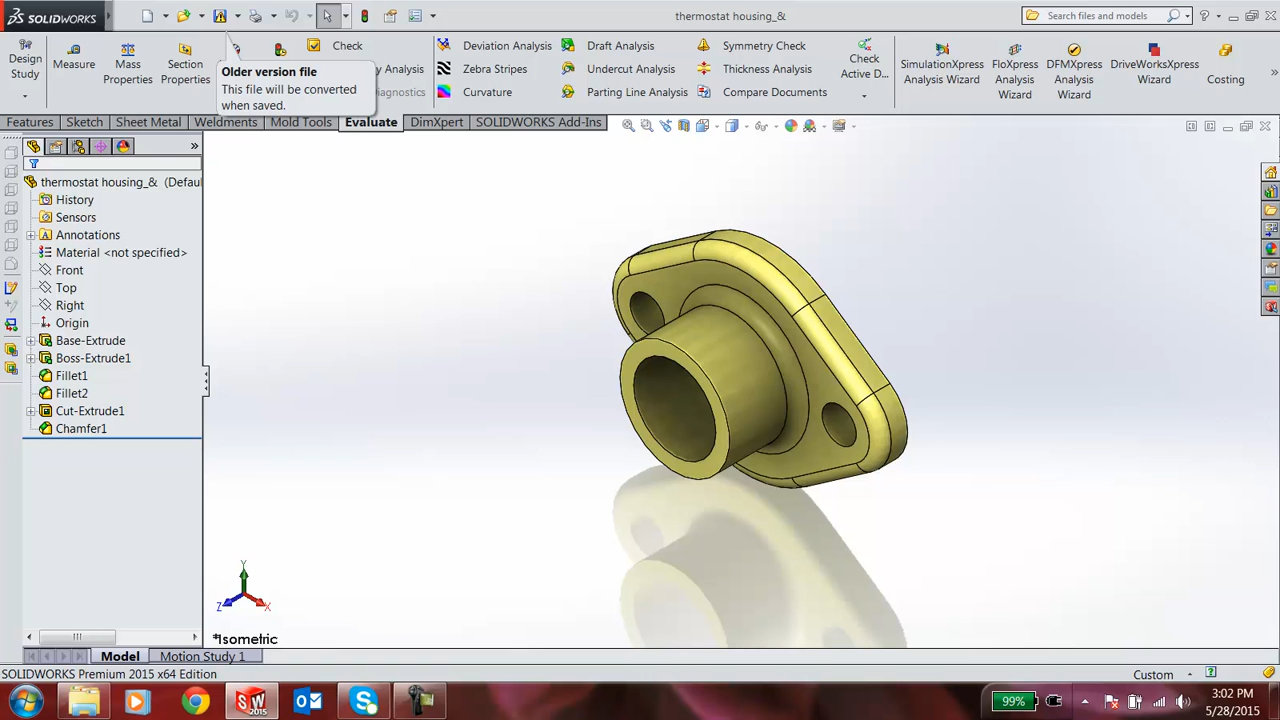 SOLIDWORKS
thermostat housing_&
Search files and models
?
Design
Study
Measure
Mass
Properties
Section
Properties
Check
y Analysis
agnostics
Older version file
This file will be converted
when saved.
Deviation Analysis
Zebra Stripes
Curvature
Draft Analysis
Undercut Analysis
Parting Line Analysis
Symmetry Check
Thickness Analysis
Compare Documents
Check
Active D...
SimulationXpress
Analysis Wizard
FloXpress
Analysis
Wizard
DFMXpress
Analysis
Wizard
DriveWorksXpress
Wizard
Costing
»
Features
Sketch
Sheet Metal
Weldments
Mold Tools
Evaluate
DimXpert
SOLIDWORKS Add-Ins
»
thermostat housing_& (Defau
History
Sensors
Annotations
Material <not specified>
Front
Top
Right
Origin
Base-Extrude
Boss-Extrude1
Fillet1
Fillet2
Cut-Extrude1
Chamfer1
Y
Z
X
*Isometric
Model
Motion Study 1
SOLIDWORKS Premium 2015 x64 Edition
Custom
?
SW
2015
99%
3:02 PM
5/28/2015